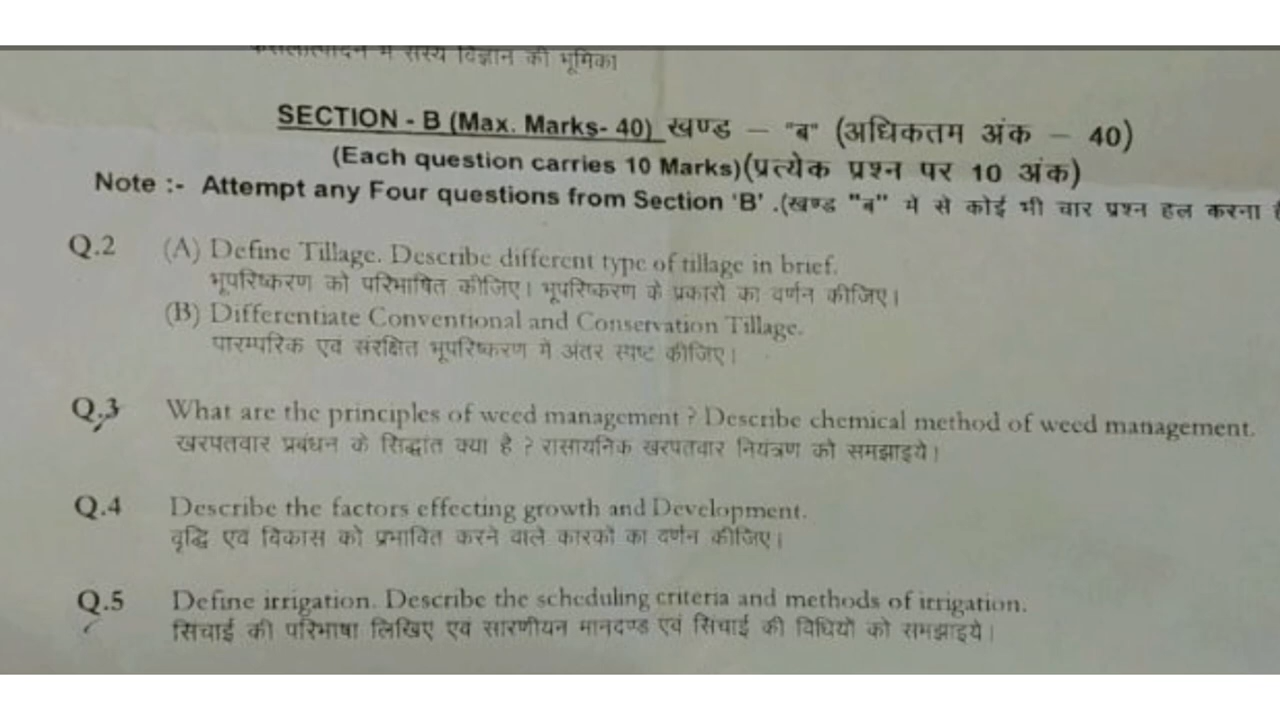 में सस्य विज्ञान की भूमिका
SECTION - B (Max. Marks- 40) खण्ड – "ब" (अधिकतम अंक – 40)
(Each question carries 10 Marks)(प्रत्येक प्रश्न पर 10 अंक)
Note :- Attempt any Four questions from Section 'B' .(खण्ड "ब" में से कोई भी चार प्रश्न हल करना
Q.2 (A) Define Tillage. Describe different type of tillage in brief.
भूपरिष्करण को परिभाषित कीजिए। भूपरिष्करण के प्रकारों का वर्णन कीजिए।
(B) Differentiate Conventional and Conservation Tillage.
पारम्परिक एवं संरक्षित भूपरिष्करण में अंतर स्पष्ट कीजिए।
Q.3 What are the principles of weed management ? Describe chemical method of weed management.
खरपतवार प्रबंधन के सिद्धांत क्या है ? रासायनिक खरपतवार नियंत्रण को समझाइये।
Q.4 Describe the factors effecting growth and Development.
वृद्धि एवं विकास को प्रभावित करने वाले कारकों का वर्णन कीजिए।
Q.5 Define irrigation. Describe the scheduling criteria and methods of irrigation.
सिंचाई की परिभाषा लिखिए एवं सारणीयन मानदण्ड एवं सिंचाई की विधियों को समझाइये।